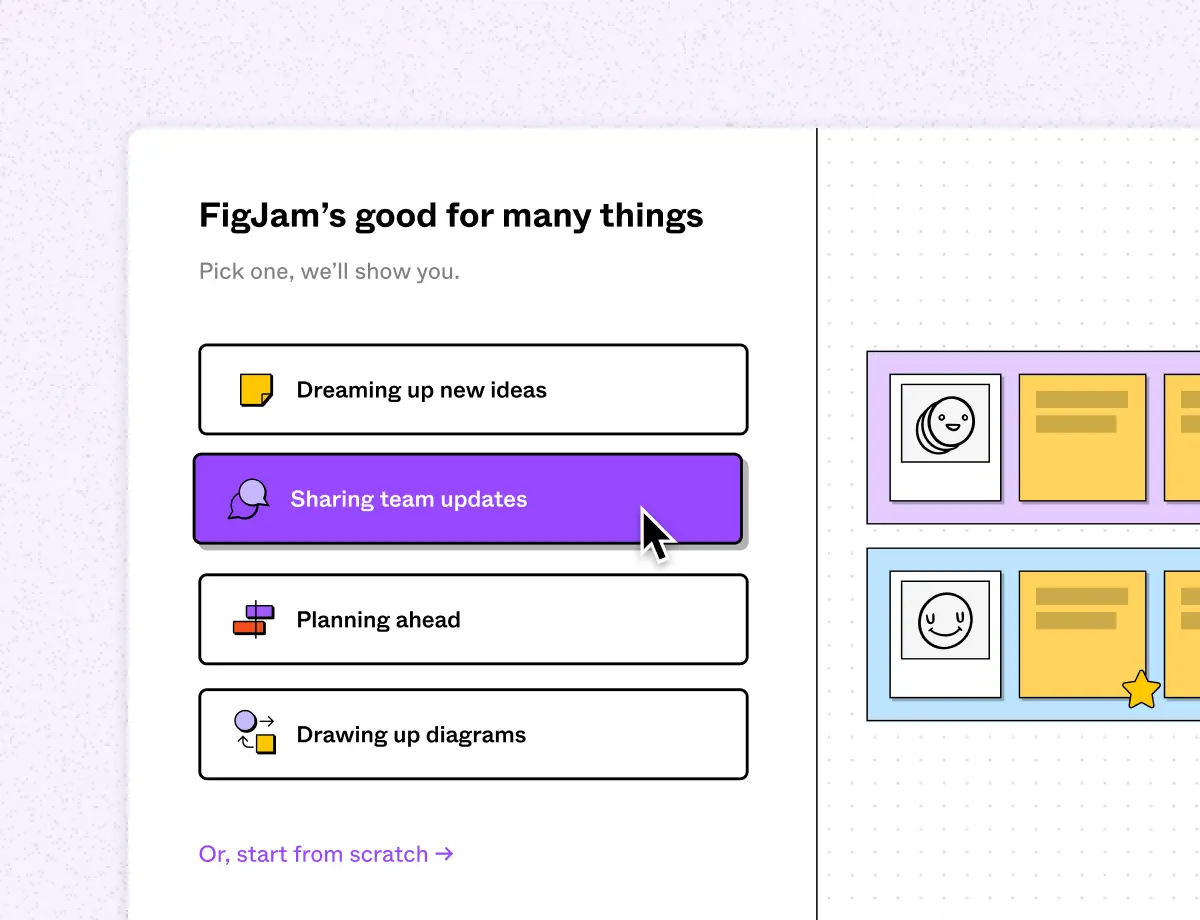 FigJam’s good for many things
Pick one, we’ll show you.
Dreaming up new ideas
Sharing team updates
Planning ahead
Drawing up diagrams
Or, start from scratch →